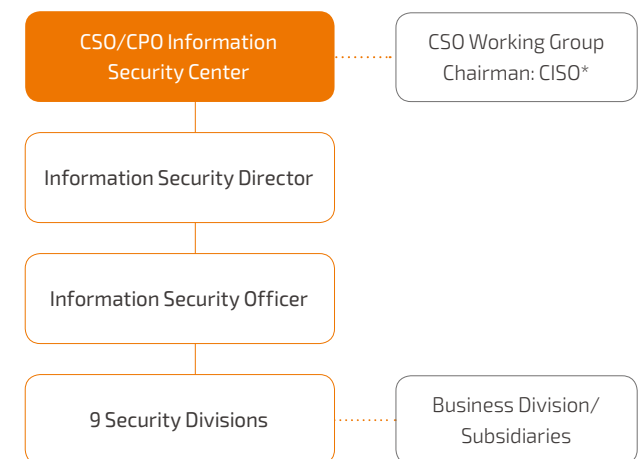 CSO/CPO Information
Security Center
CSO Working Group
Chairman: CISO*
Information Security Director
Information Security Officer
9 Security Divisions
Business Division/
Subsidiaries